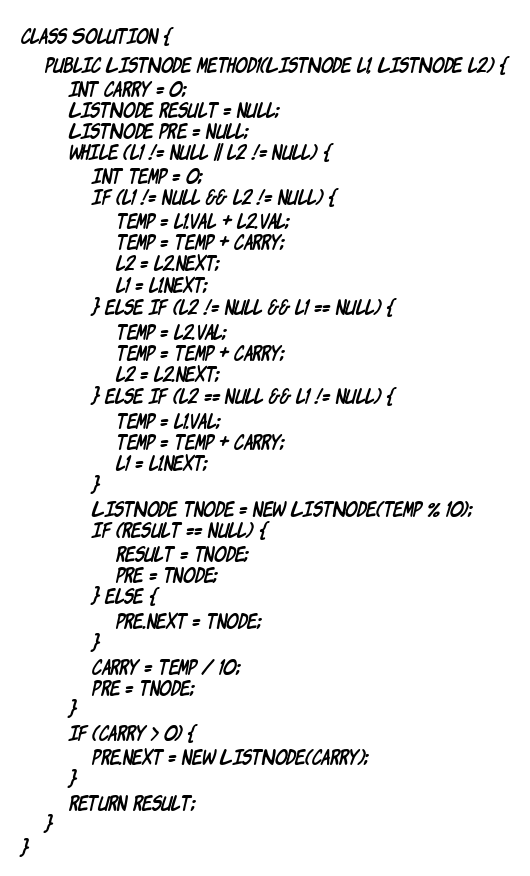 CLASS SOLUTION {
PUBLIC LISTNODE METHOD1(LISTNODE L1, LISTNODE L2) {
INT CARRY = 0;
LISTNODE RESULT = NULL;
LISTNODE PRE = NULL;
WHILE (L1 != NULL || L2 != NULL) {
INT TEMP = 0;
IF (L1 != NULL && L2 != NULL) {
TEMP = L1.VAL + L2.VAL;
TEMP = TEMP + CARRY;
L2 = L2.NEXT;
L1 = L1.NEXT;
} ELSE IF (L2 != NULL && L1 == NULL) {
TEMP = L2.VAL;
TEMP = TEMP + CARRY;
L2 = L2.NEXT;
} ELSE IF (L2 == NULL && L1 != NULL) {
TEMP = L1.VAL;
TEMP = TEMP + CARRY;
L1 = L1.NEXT;
}
LISTNODE TNODE = NEW LISTNODE(TEMP % 10);
IF (RESULT == NULL) {
RESULT = TNODE;
PRE = TNODE;
} ELSE {
PRE.NEXT = TNODE;
}
CARRY = TEMP / 10;
PRE = TNODE;
}
IF (CARRY > 0) {
PRE.NEXT = NEW LISTNODE(CARRY);
}
RETURN RESULT;
}
}